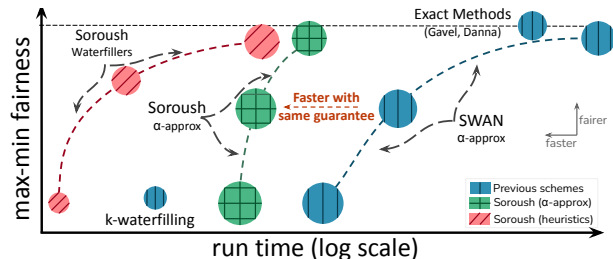 Exact Methods
(Gavel, Danna)
Soroush
Waterfillers
Soroush
α-approx
Faster with
same guarantee
SWAN
α-approx
fairer
faster
k-waterfilling
Previous schemes
Soroush (α-approx)
Soroush (heuristics)
max-min fairness
run time (log scale)